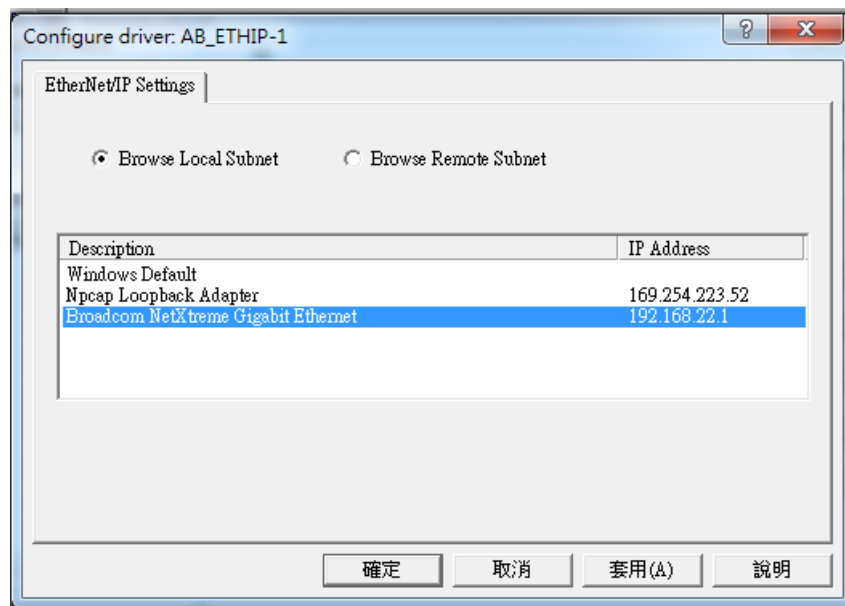 Configure driver: AB_ETHIP-1
EtherNet/IP Settings
Browse Local Subnet Browse Remote Subnet
Description IP Address
Windows Default
Npcap Loopback Adapter 169.254.223.52
Broadcom NetXtreme Gigabit Ethernet 192.168.22.1
確定 取消 套用(A) 說明